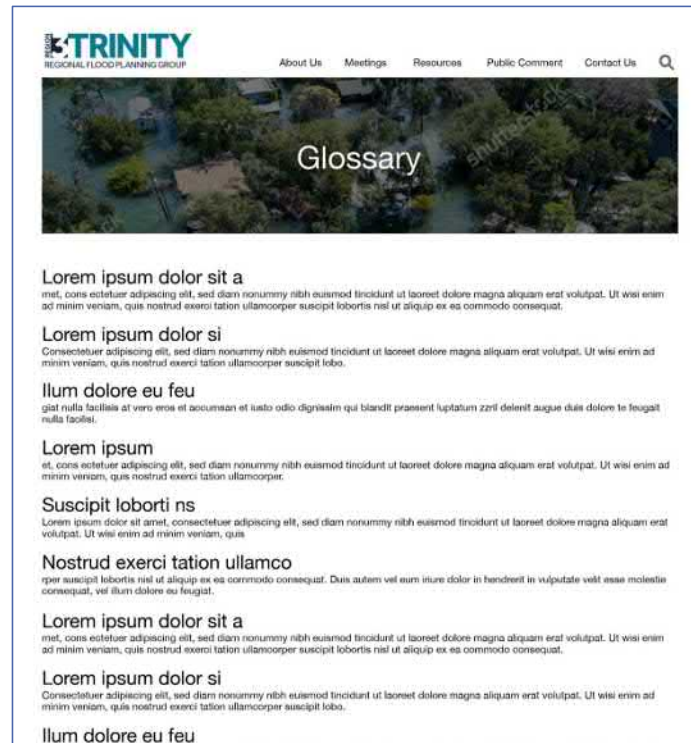 REGION 3 TRINITY
REGIONAL FLOOD PLANNING GROUP
About Us Meetings Resources Public Comment Contact Us
Glossary
shutterstock
Lorem ipsum dolor sit a
met, cons ectetuer adipiscing elit, sed diam nonummy nibh euismod tincidunt ut laoreet dolore magna aliquam erat volutpat. Ut wisi enim
ad minim veniam, quis nostrud exerci tation ullamcorper suscipit lobortis nisl ut aliquip ex ea commodo consequat.
Lorem ipsum dolor si
Consectetuer adipiscing elit, sed diam nonummy nibh euismod tincidunt ut laoreet dolore magna aliquam erat volutpat. Ut wisi enim ad
minim veniam, quis nostrud exerci tation ullamcorper suscipit lobo.
Ilum dolore eu feu
giat nulla facilisis at vero eros et accumsan et iusto odio dignissim qui blandit praesent luptatum zzril delenit augue duis dolore te feugait
nulla facilisi.
Lorem ipsum
et, cons ectetuer adipiscing elit, sed diam nonummy nibh euismod tincidunt ut laoreet dolore magna aliquam erat volutpat. Ut wisi enim ad
minim veniam, quis nostrud exerci tation ullamcorper.
Suscipit loborti ns
Lorem ipsum dolor sit amet, consectetuer adipiscing elit, sed diam nonummy nibh euismod tincidunt ut laoreet dolore magna aliquam erat
volutpat. Ut wisi enim ad minim veniam, quis
Nostrud exerci tation ullamco
rper suscipit lobortis nisl ut aliquip ex ea commodo consequat. Duis autem vel eum iriure dolor in hendrerit in vulputate velit esse molestie
consequat, vel illum dolore eu feugiat.
Lorem ipsum dolor sit a
met, cons ectetuer adipiscing elit, sed diam nonummy nibh euismod tincidunt ut laoreet dolore magna aliquam erat volutpat. Ut wisi enim
ad minim veniam, quis nostrud exerci tation ullamcorper suscipit lobortis nisl ut aliquip ex ea commodo consequat.
Lorem ipsum dolor si
Consectetuer adipiscing elit, sed diam nonummy nibh euismod tincidunt ut laoreet dolore magna aliquam erat volutpat. Ut wisi enim ad
minim veniam, quis nostrud exerci tation ullamcorper suscipit lobo.
Ilum dolore eu feu